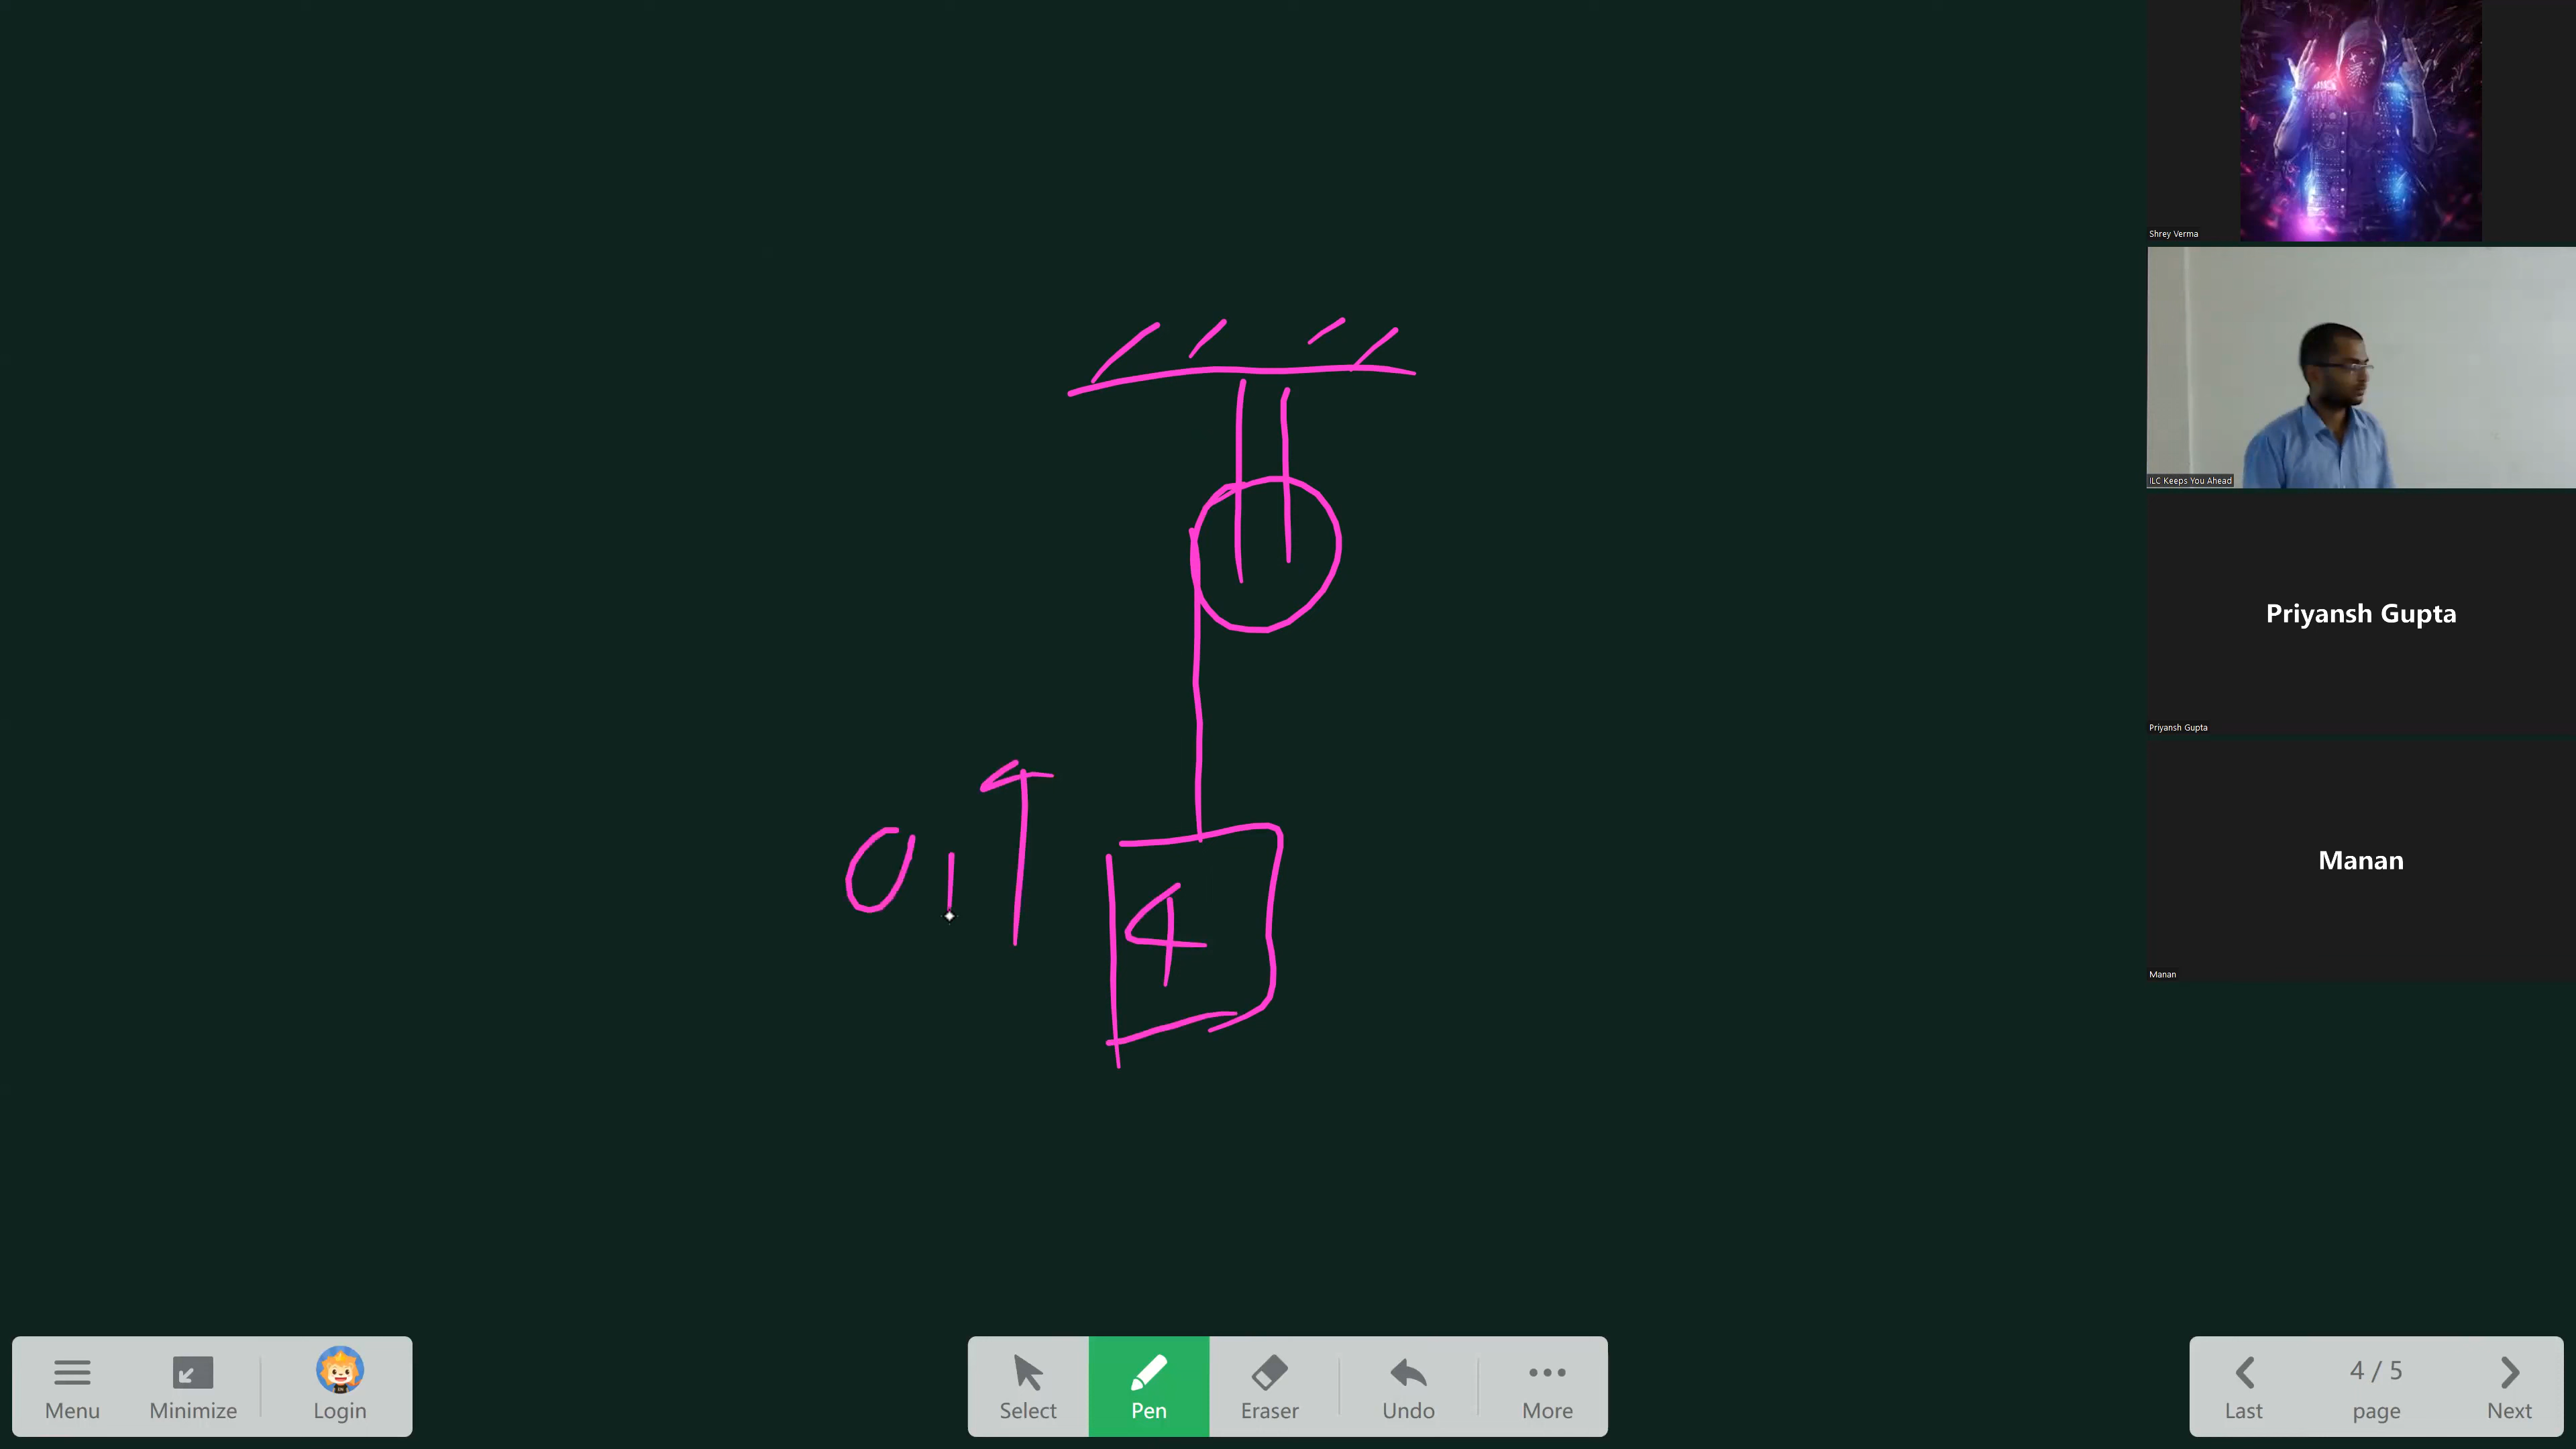 Shrey Verma
ILC Keeps You Ahead
Priyansh Gupta
Priyansh Gupta
Manan
Manan
0,
4
Menu
Minimize
Login
Select
Pen
Eraser
Undo
More
Last
4 / 5
page
Next